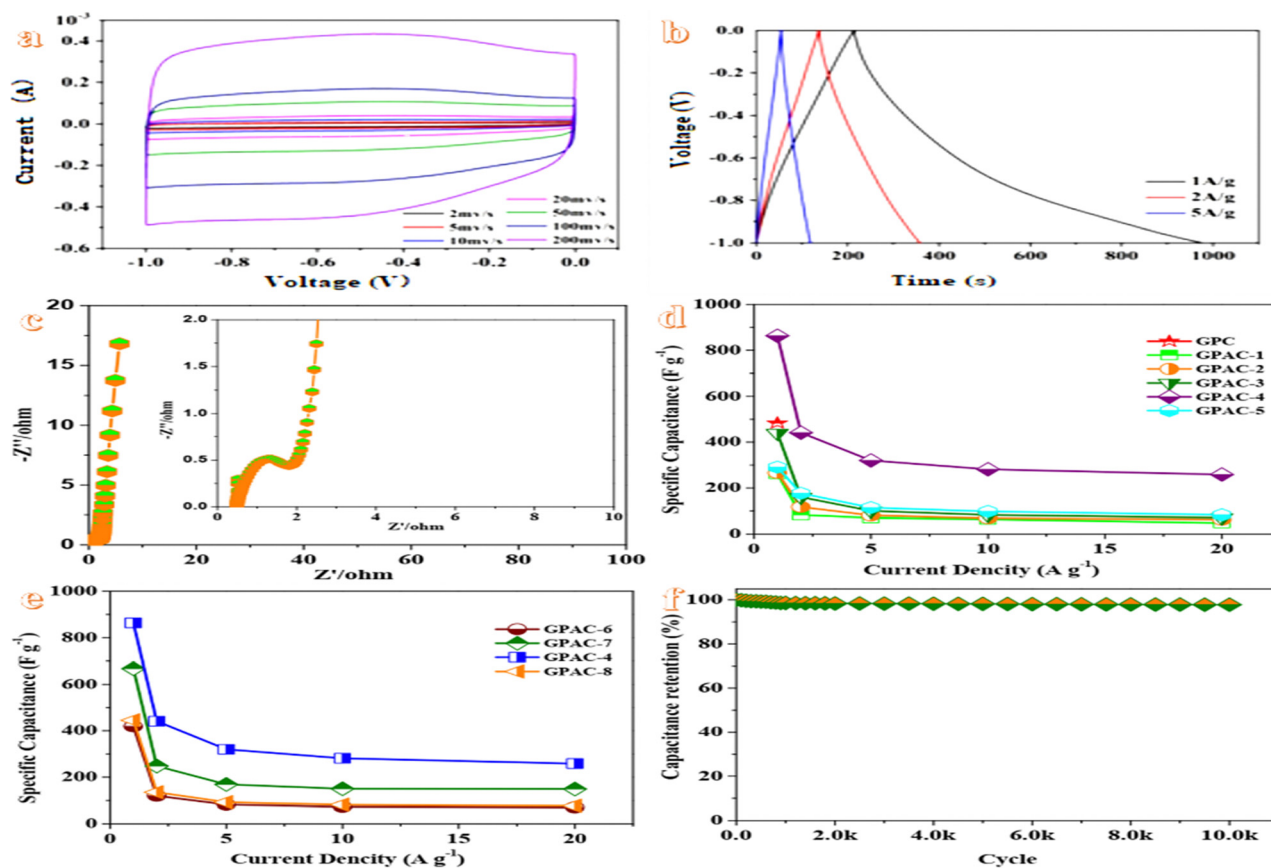 a
10⁻³
0.4
0.2
0.0
-0.2
-0.4
-0.6
Current (A)
2mv/s
5mv/s
10mv/s
20mv/s
50mv/s
100mv/s
200mv/s
-1.0 -0.8 -0.6 -0.4 -0.2 0.0
Voltage (V)
b
0.0
-0.2
-0.4
-0.6
-0.8
-1.0
Voltage (V)
1A/g
2A/g
5A/g
0 200 400 600 800 1000
Time (s)
c
20
15
10
5
0
-Z''/ohm
0 20 40 60 80 100
Z'/ohm
2.0
1.5
1.0
0.5
0.0
-Z''/ohm
0 2 4 6 8 10
Z'/ohm
d
1000
800
600
400
200
0
Specific Capacitance (F g⁻¹)
GPC
GPAC-1
GPAC-2
GPAC-3
GPAC-4
GPAC-5
0 5 10 15 20
Current Dencity (A g⁻¹)
e
1000
800
600
400
200
0
Specific Capacitance (F g⁻¹)
GPAC-6
GPAC-7
GPAC-4
GPAC-8
0 5 10 15 20
Current Dencity (A g⁻¹)
f
100
80
60
40
20
0
Capacitance retention (%)
0.0 2.0k 4.0k 6.0k 8.0k 10.0k
Cycle